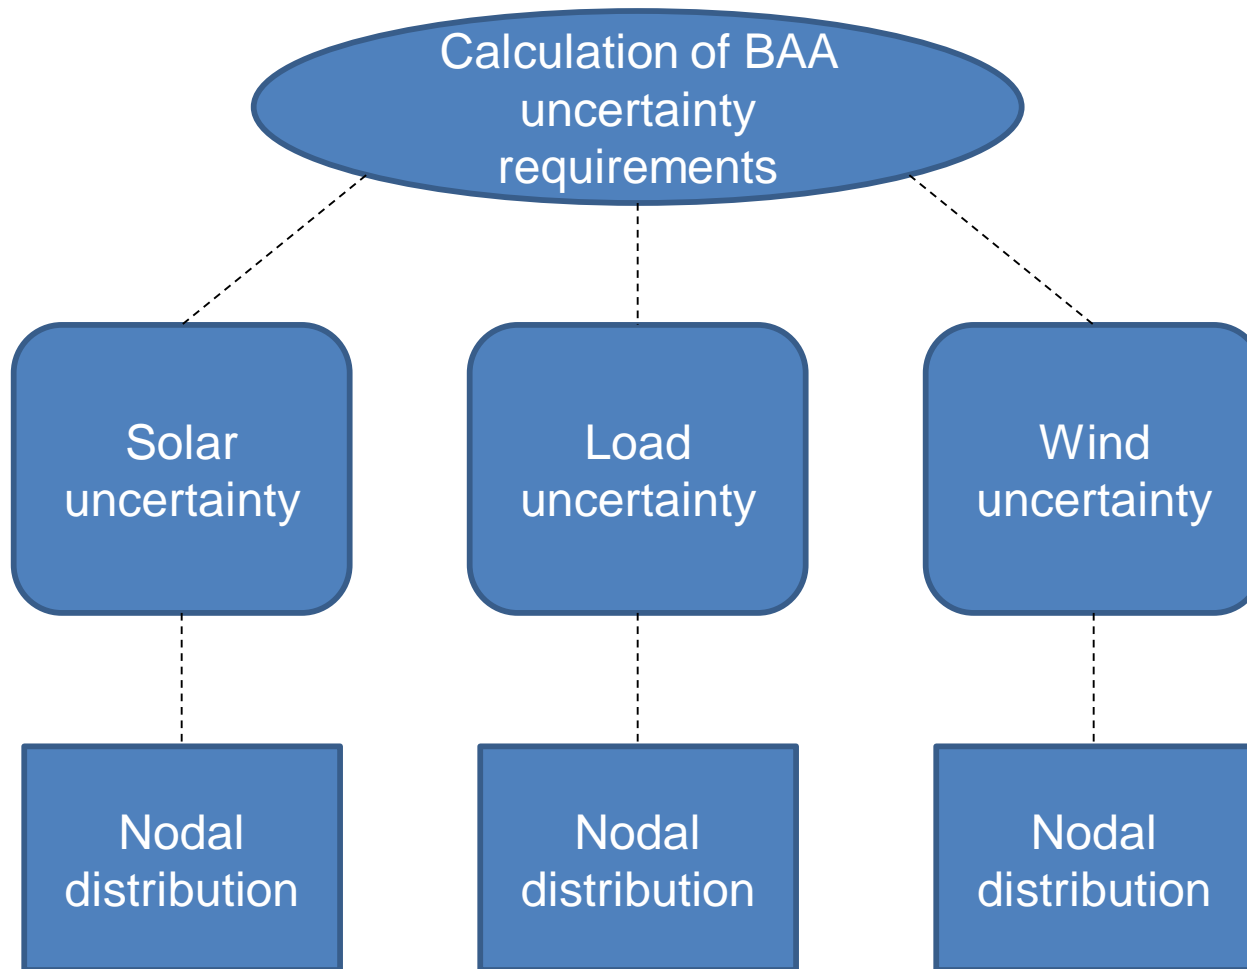 Calculation of BAA
uncertainty
requirements
Solar
uncertainty
Load
uncertainty
Wind
uncertainty
Nodal
distribution
Nodal
distribution
Nodal
distribution